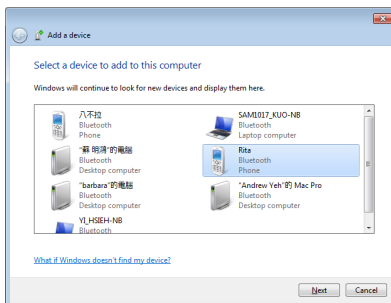 Add a device
Select a device to add to this computer
Windows will continue to look for new devices and display them here.
八不拉
Bluetooth
Phone
SAM1017_KUO-NB
Bluetooth
Laptop computer
"蘇 明鴻"的電腦
Bluetooth
Desktop computer
Rita
Bluetooth
Phone
"barbara"的電腦
Bluetooth
Desktop computer
"Andrew Yeh"的 Mac Pro
Bluetooth
Desktop computer
YI_HSIEH-NB
Bluetooth
What if Windows doesn't find my device?
Next
Cancel